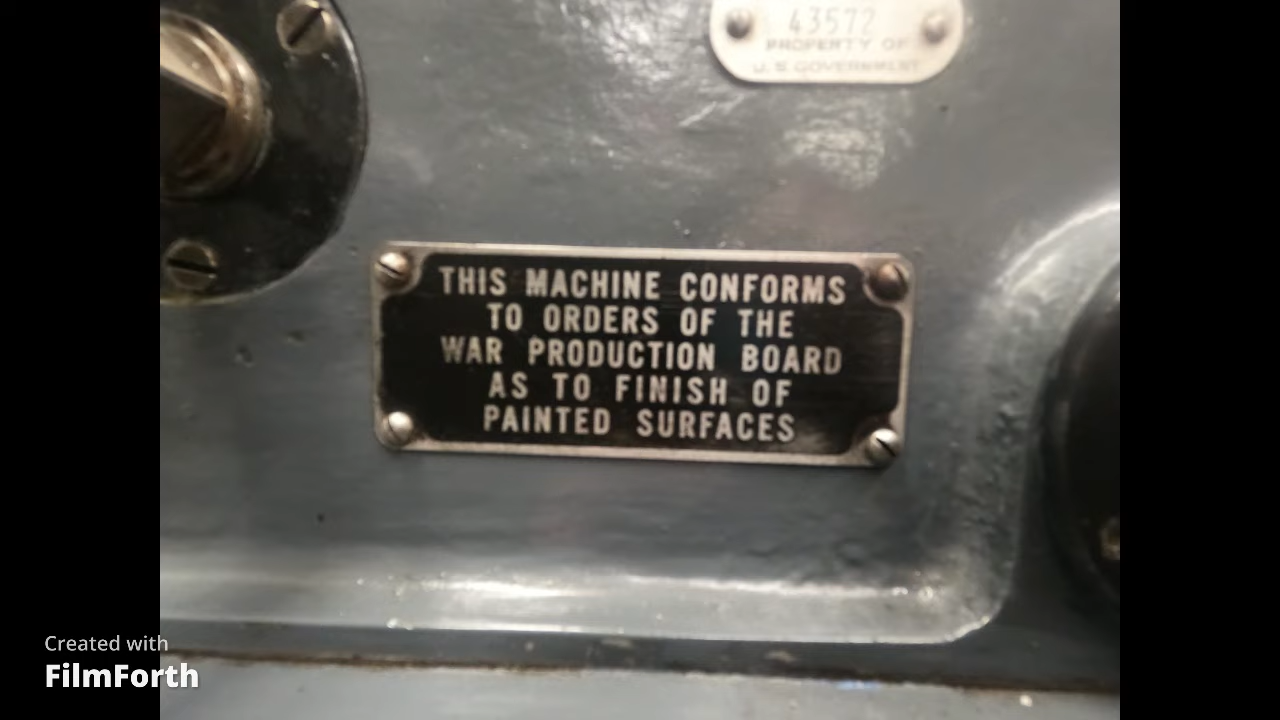 43572
PROPERTY OF
U.S. GOVERNMENT
THIS MACHINE CONFORMS
TO ORDERS OF THE
WAR PRODUCTION BOARD
AS TO FINISH OF
PAINTED SURFACES
Created with
FilmForth